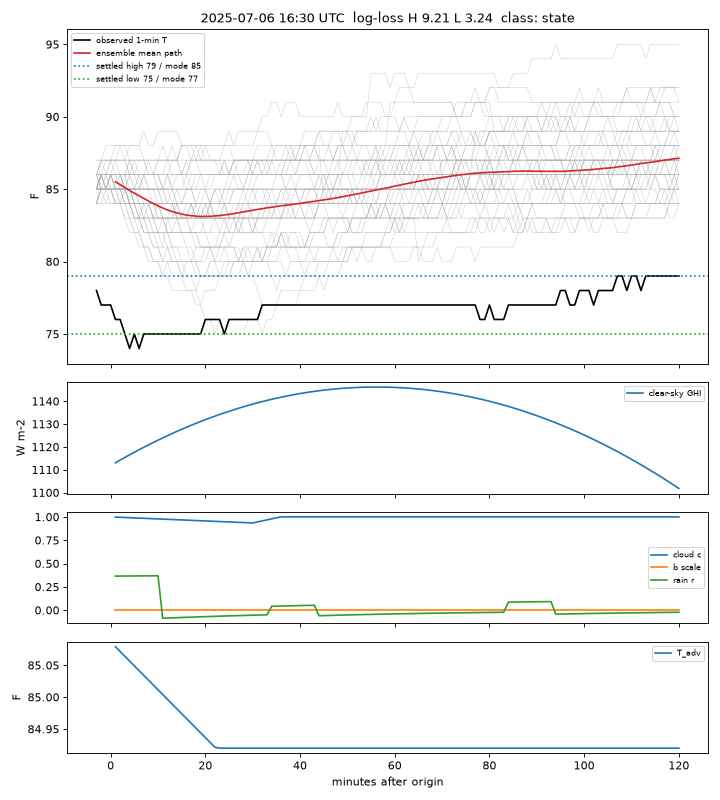 2025-07-06 16:30 UTC  log-loss H 9.21 L 3.24  class: state
observed 1-min T
ensemble mean path
settled high 79 / mode 85
settled low 75 / mode 77
95
90
85
80
75
F
clear-sky GHI
1140
1130
1120
1110
1100
W m-2
1.00
0.75
0.50
0.25
0.00
cloud c
b scale
rain r
T_adv
85.05
85.00
84.95
F
0
20
40
60
80
100
120
minutes after origin